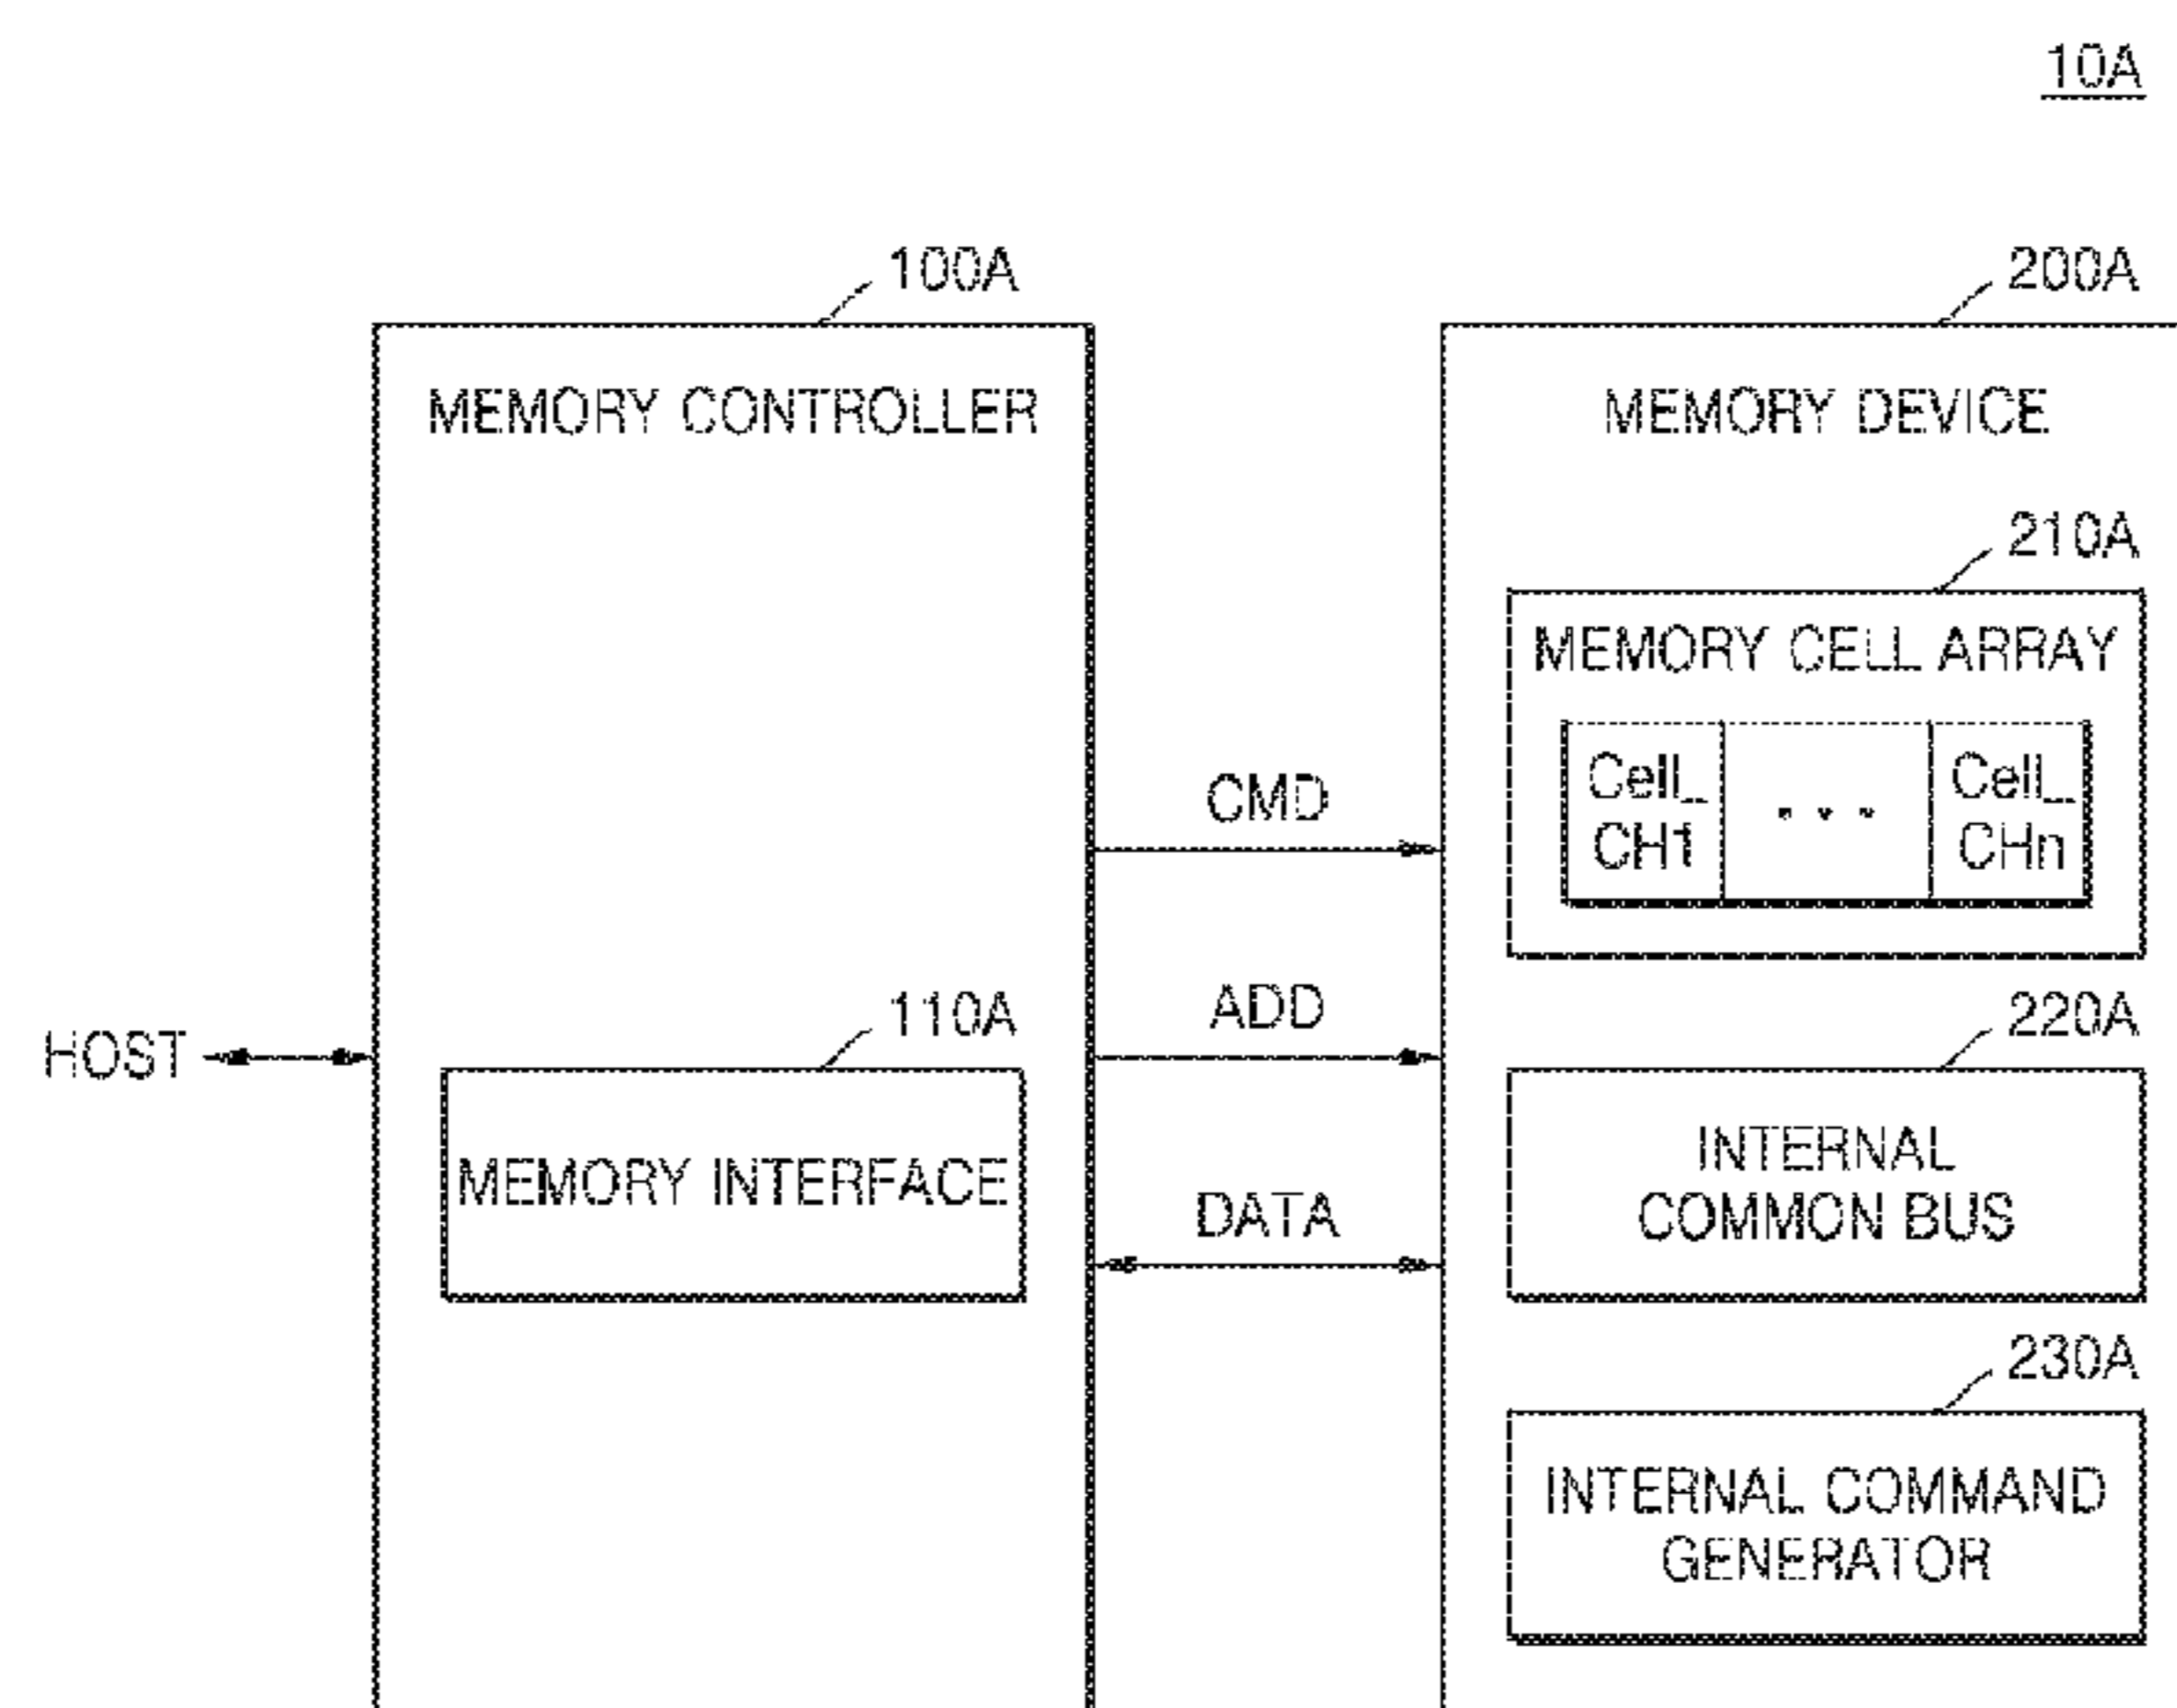 10A
100A
200A
MEMORY CONTROLLER
MEMORY DEVICE
210A
MEMORY CELL ARRAY
Cell_
CH1
...
Cell_
CHn
CMD
ADD
110A
220A
HOST
MEMORY INTERFACE
INTERNAL
COMMON BUS
DATA
230A
INTERNAL COMMAND
GENERATOR